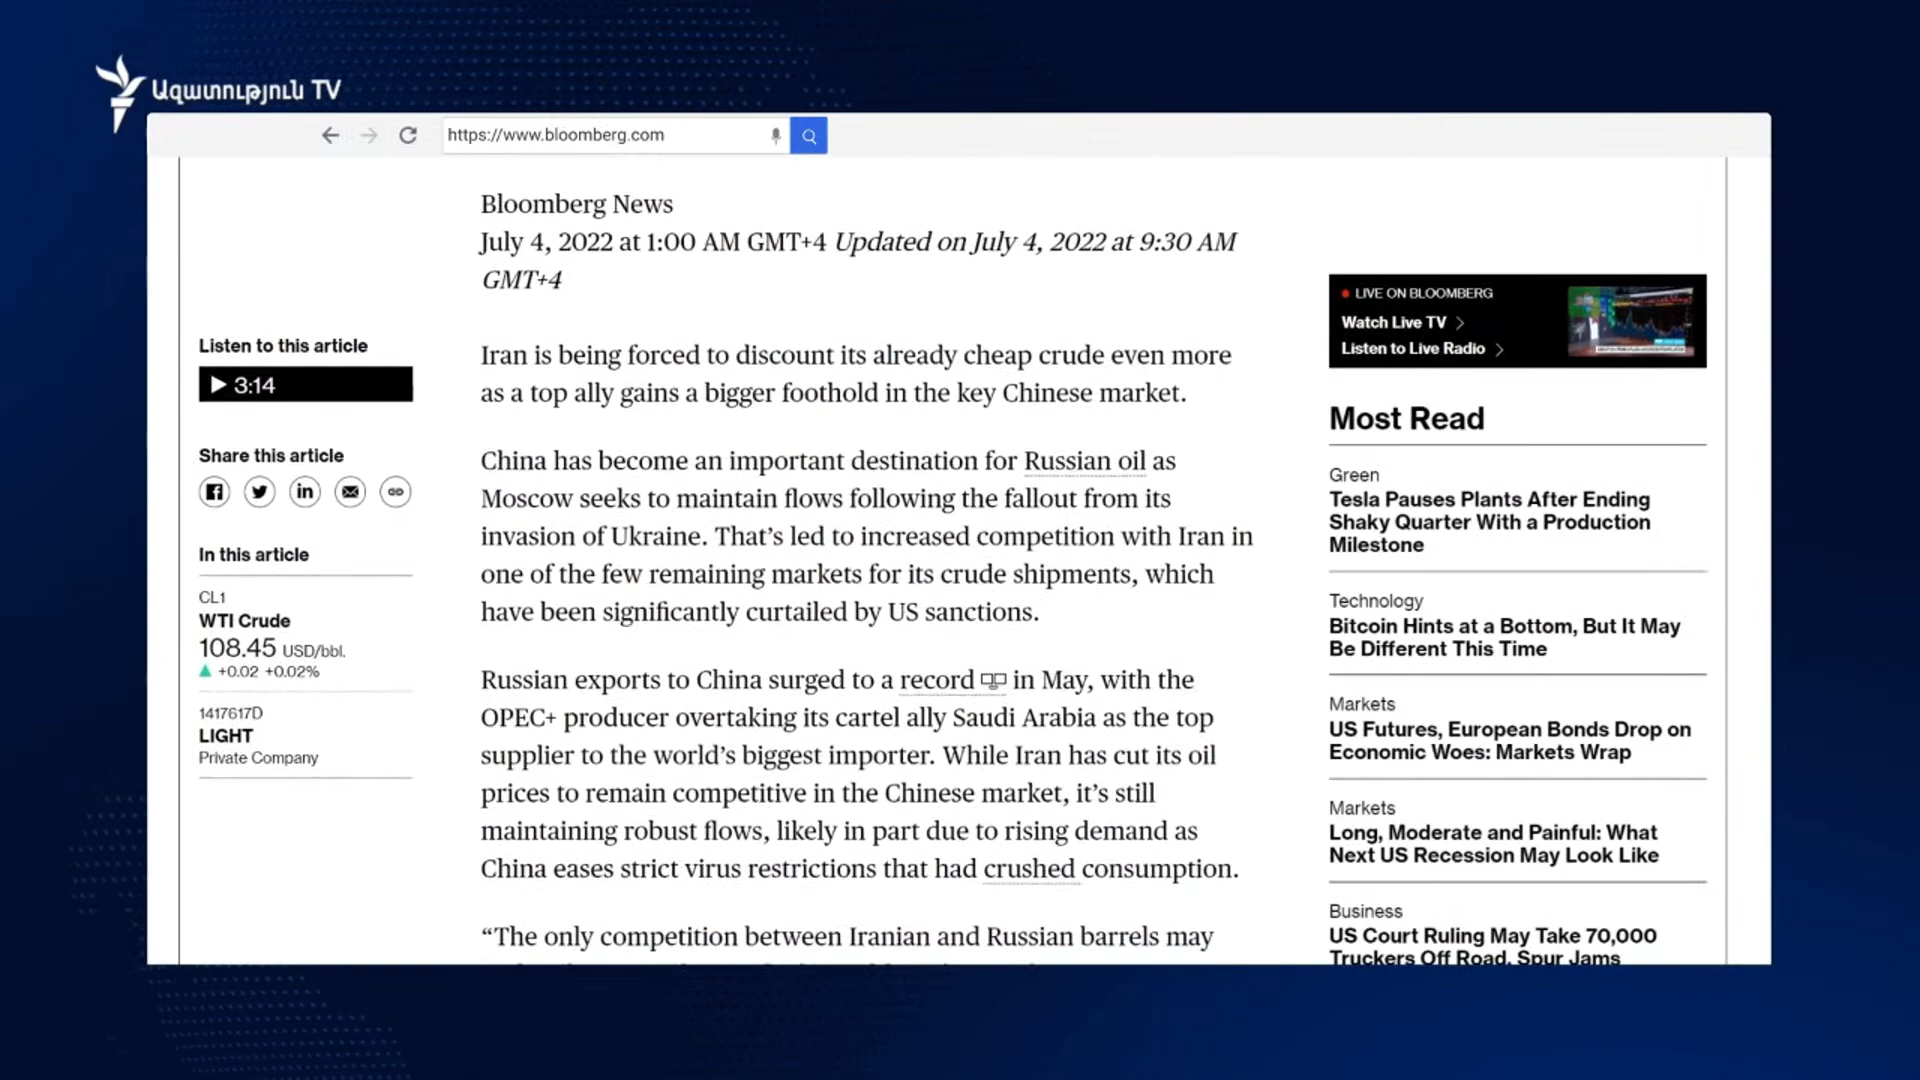 Ազատություն TV
https://www.bloomberg.com
Bloomberg News
July 4, 2022 at 1:00 AM GMT+4 Updated on July 4, 2022 at 9:30 AM
GMT+4
Listen to this article
3:14
Share this article
In this article
CL1
WTI Crude
108.45 USD/bbl.
+0.02 +0.02%
1417617D
LIGHT
Private Company
Iran is being forced to discount its already cheap crude even more
as a top ally gains a bigger foothold in the key Chinese market.
China has become an important destination for Russian oil as
Moscow seeks to maintain flows following the fallout from its
invasion of Ukraine. That’s led to increased competition with Iran in
one of the few remaining markets for its crude shipments, which
have been significantly curtailed by US sanctions.
Russian exports to China surged to a record in May, with the
OPEC+ producer overtaking its cartel ally Saudi Arabia as the top
supplier to the world’s biggest importer. While Iran has cut its oil
prices to remain competitive in the Chinese market, it’s still
maintaining robust flows, likely in part due to rising demand as
China eases strict virus restrictions that had crushed consumption.
“The only competition between Iranian and Russian barrels may
LIVE ON BLOOMBERG
Watch Live TV
Listen to Live Radio
Most Read
Green
Tesla Pauses Plants After Ending
Shaky Quarter With a Production
Milestone
Technology
Bitcoin Hints at a Bottom, But It May
Be Different This Time
Markets
US Futures, European Bonds Drop on
Economic Woes: Markets Wrap
Markets
Long, Moderate and Painful: What
Next US Recession May Look Like
Business
US Court Ruling May Take 70,000
Truckers Off Road, Spur Jams